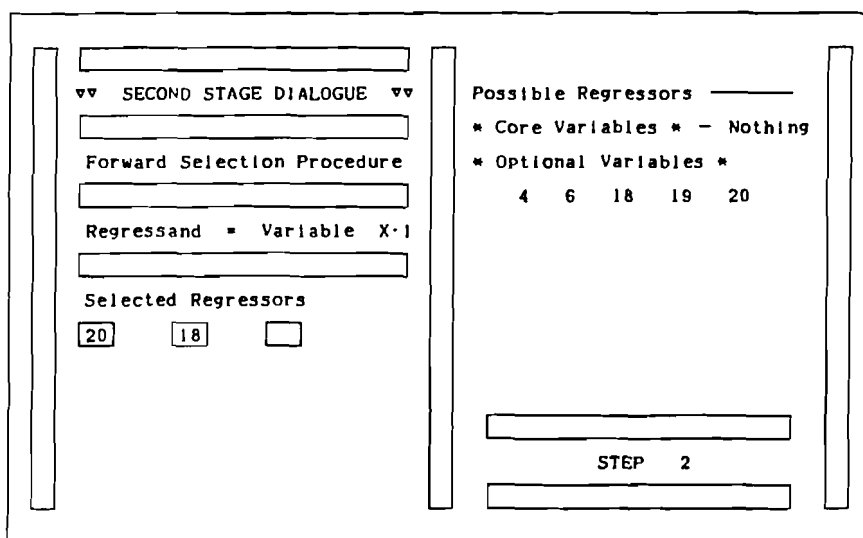 ▽▽ SECOND STAGE DIALOGUE ▽▽
Forward Selection Procedure
Regressand = Variable X·1
Selected Regressors
20 18
Possible Regressors
* Core Variables * - Nothing
* Optional Variables *
4 6 18 19 20
STEP 2